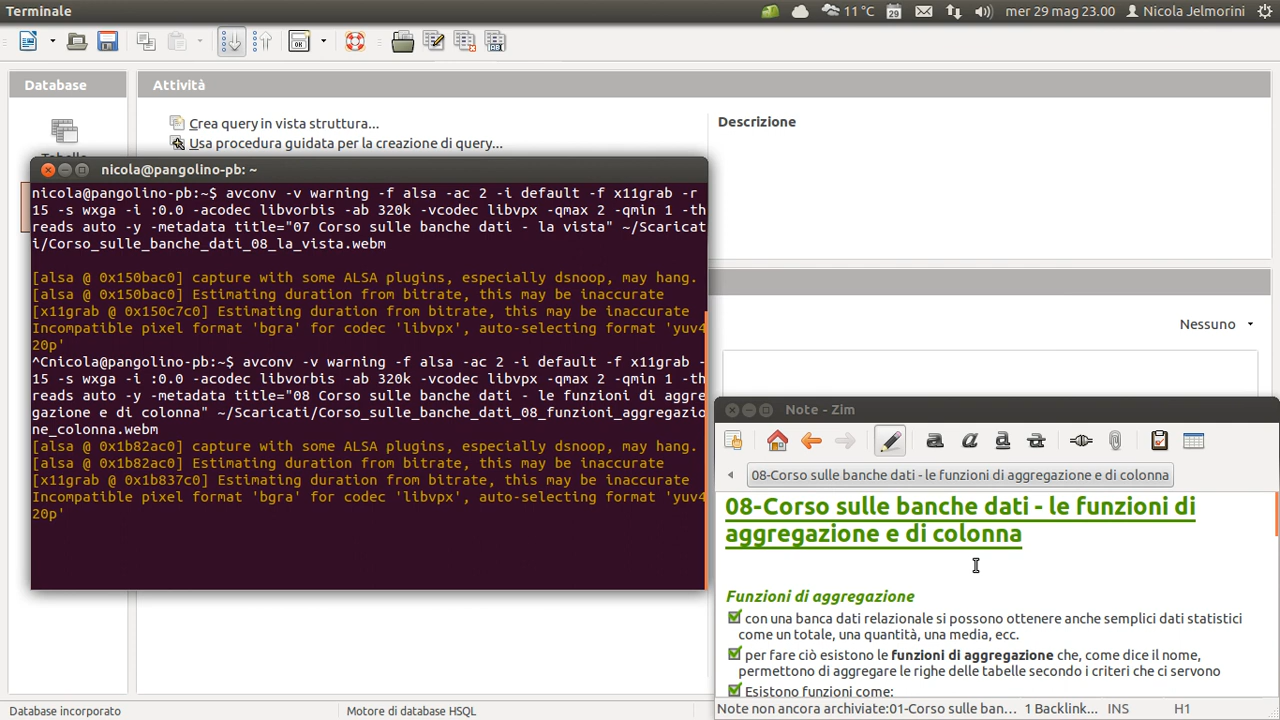 Terminale
11 °C
29
mer 29 mag 23.00
Nicola Jelmorini
Database
Attività
Crea query in vista struttura...
Usa procedura guidata per la creazione di query...
Descrizione
nicola@pangolino-pb: ~
nicola@pangolino-pb:~$ avconv -v warning -f alsa -ac 2 -i default -f x11grab -r
15 -s wxga -i :0.0 -acodec libvorbis -ab 320k -vcodec libvpx -qmax 2 -qmin 1 -th
reads auto -y -metadata title="07 Corso sulle banche dati - la vista" ~/Scaricat
i/Corso_sulle_banche_dati_08_la_vista.webm
[alsa @ 0x150bac0] capture with some ALSA plugins, especially dsnoop, may hang.
[alsa @ 0x150bac0] Estimating duration from bitrate, this may be inaccurate
[x11grab @ 0x150c7c0] Estimating duration from bitrate, this may be inaccurate
Incompatible pixel format 'bgra' for codec 'libvpx', auto-selecting format 'yuv4
20p'
^Cnicola@pangolino-pb:~$ avconv -v warning -f alsa -ac 2 -i default -f x11grab -
15 -s wxga -i :0.0 -acodec libvorbis -ab 320k -vcodec libvpx -qmax 2 -qmin 1 -th
reads auto -y -metadata title="08 Corso sulle banche dati - le funzioni di aggre
gazione e di colonna" ~/Scaricati/Corso_sulle_banche_dati_08_funzioni_aggregazio
ne_colonna.webm
[alsa @ 0x1b82ac0] capture with some ALSA plugins, especially dsnoop, may hang.
[alsa @ 0x1b82ac0] Estimating duration from bitrate, this may be inaccurate
[x11grab @ 0x1b837c0] Estimating duration from bitrate, this may be inaccurate
Incompatible pixel format 'bgra' for codec 'libvpx', auto-selecting format 'yuv4
20p'
Nessuno
Note - Zim
08-Corso sulle banche dati - le funzioni di aggregazione e di colonna
08-Corso sulle banche dati - le funzioni di
aggregazione e di colonna
Funzioni di aggregazione
con una banca dati relazionale si possono ottenere anche semplici dati statistici
come un totale, una quantità, una media, ecc.
per fare ciò esistono le funzioni di aggregazione che, come dice il nome,
permettono di aggregare le righe delle tabelle secondo i criteri che ci servono
Esistono funzioni come:
Note non ancora archiviate:01-Corso sulle ban... 1 Backlink... INS H1
Database incorporato
Motore di database HSQL